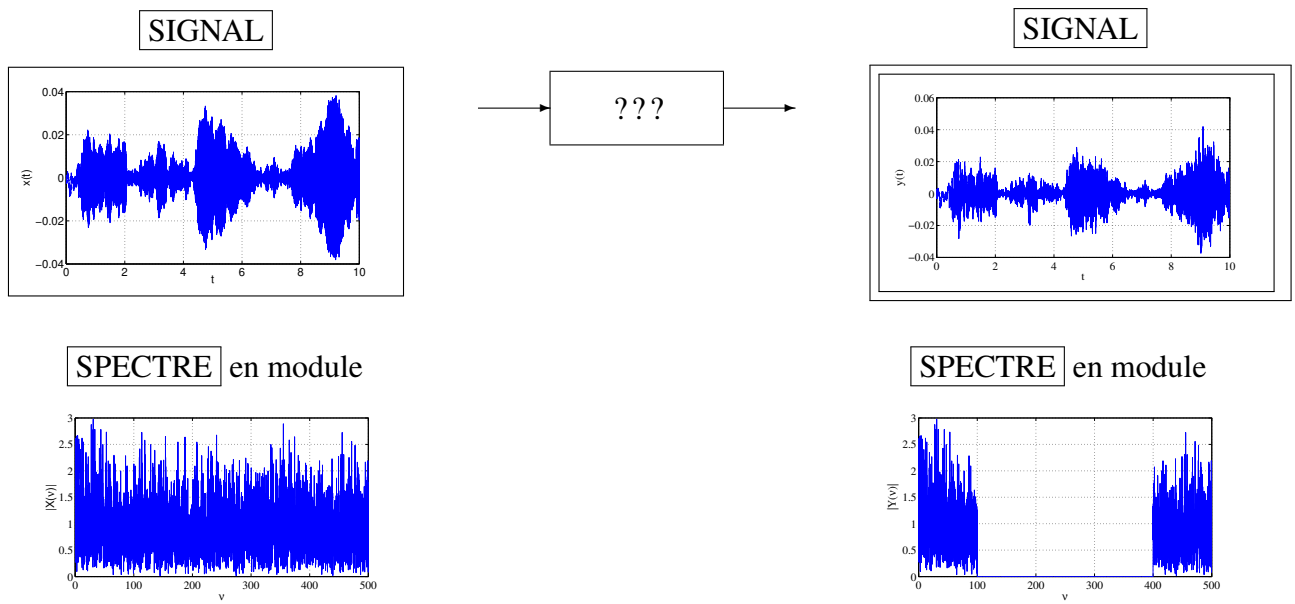 SIGNAL
SIGNAL
???
0.04
0.02
0
−0.02
−0.04
0 2 4 6 8 10
x(t)
t
0.06
0.04
0.02
0
−0.02
−0.04
0 2 4 6 8 10
y(t)
t
SPECTRE en module
SPECTRE en module
3
2.5
2
1.5
1
0.5
0
0 100 200 300 400 500
|X(ν)|
ν
3
2.5
2
1.5
1
0.5
0
0 100 200 300 400 500
|Y(ν)|
ν